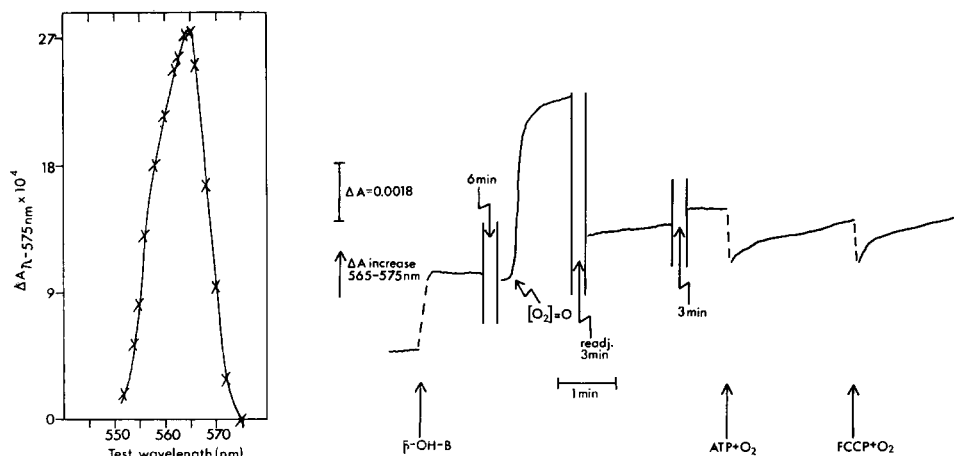 27
18
9
0
ΔAλ-575nm × 10⁴
550
560
570
Test wavelength (nm)
ΔA=0.0018
ΔA increase
565-575nm
6min
[O₂]=O
readj.
3min
3min
1min
β-OH-B
ATP+O₂
FCCP+O₂